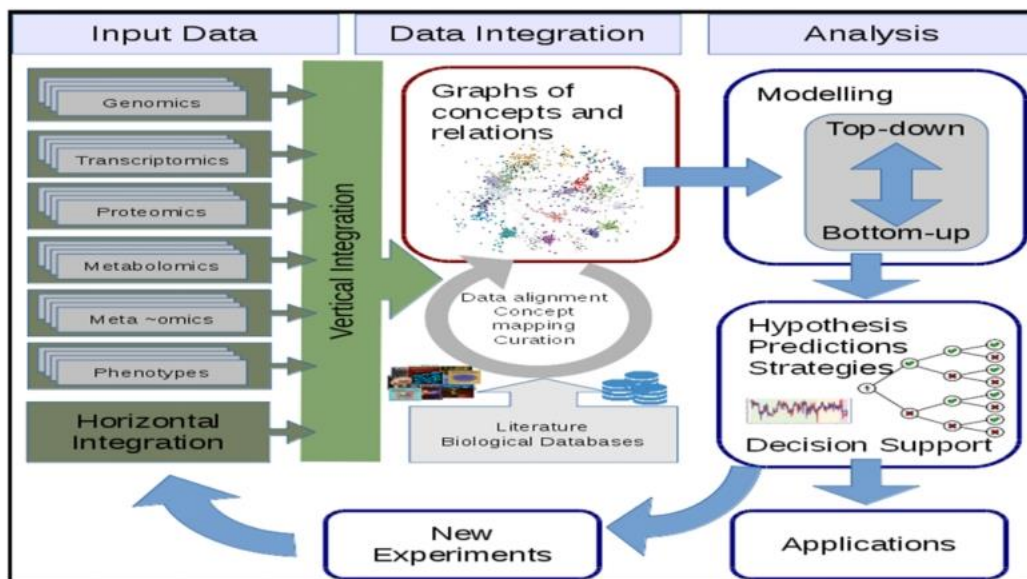 Input Data
Data Integration
Analysis
Genomics
Transcriptomics
Proteomics
Metabolomics
Meta ~omics
Phenotypes
Horizontal
Integration
Vertical Integration
Graphs of
concepts and
relations
Data alignment
Concept
mapping
Curation
Literature
Biological Databases
Modelling
Top-down
Bottom-up
Hypothesis
Predictions
Strategies
Decision Support
New
Experiments
Applications